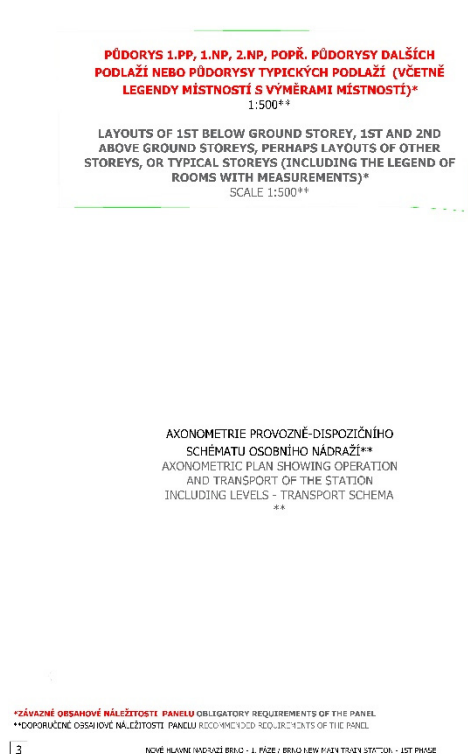 PŮDORYS 1.PP, 1.NP, 2.NP, POPŘ. PŮDORYSY DALŠÍCH
PODLAŽÍ NEBO PŮDORYSY TYPICKÝCH PODLAŽÍ (VČETNĚ
LEGENDY MÍSTNOSTÍ S VÝMĚRAMI MÍSTNOSTÍ)*
1:500**
LAYOUTS OF 1ST BELOW GROUND STOREY, 1ST AND 2ND
ABOVE GROUND STOREYS, PERHAPS LAYOUTS OF OTHER
STOREYS, OR TYPICAL STOREYS (INCLUDING THE LEGEND OF
ROOMS WITH MEASUREMENTS)*
SCALE 1:500**
AXONOMETRIE PROVOZNĚ-DISPOZIČNÍHO
SCHÉMATU OSOBNÍHO NÁDRAŽÍ**
AXONOMETRIC PLAN SHOWING OPERATION
AND TRANSPORT OF THE STATION
INCLUDING LEVELS - TRANSPORT SCHEMA
**
*ZÁVAZNÉ OBSAHOVÉ NÁLEŽITOSTI PANELU OBLIGATORY REQUIREMENTS OF THE PANEL
**DOPORUČENÉ OBSAHOVÉ NÁLEŽITOSTI PANELU RECOMMENDED REQUIREMENTS OF THE PANEL
3 NOVÉ HLAVNÍ NÁDRAŽÍ BRNO - 1. FÁZE / BRNO NEW MAIN TRAIN STATION - 1ST PHASE